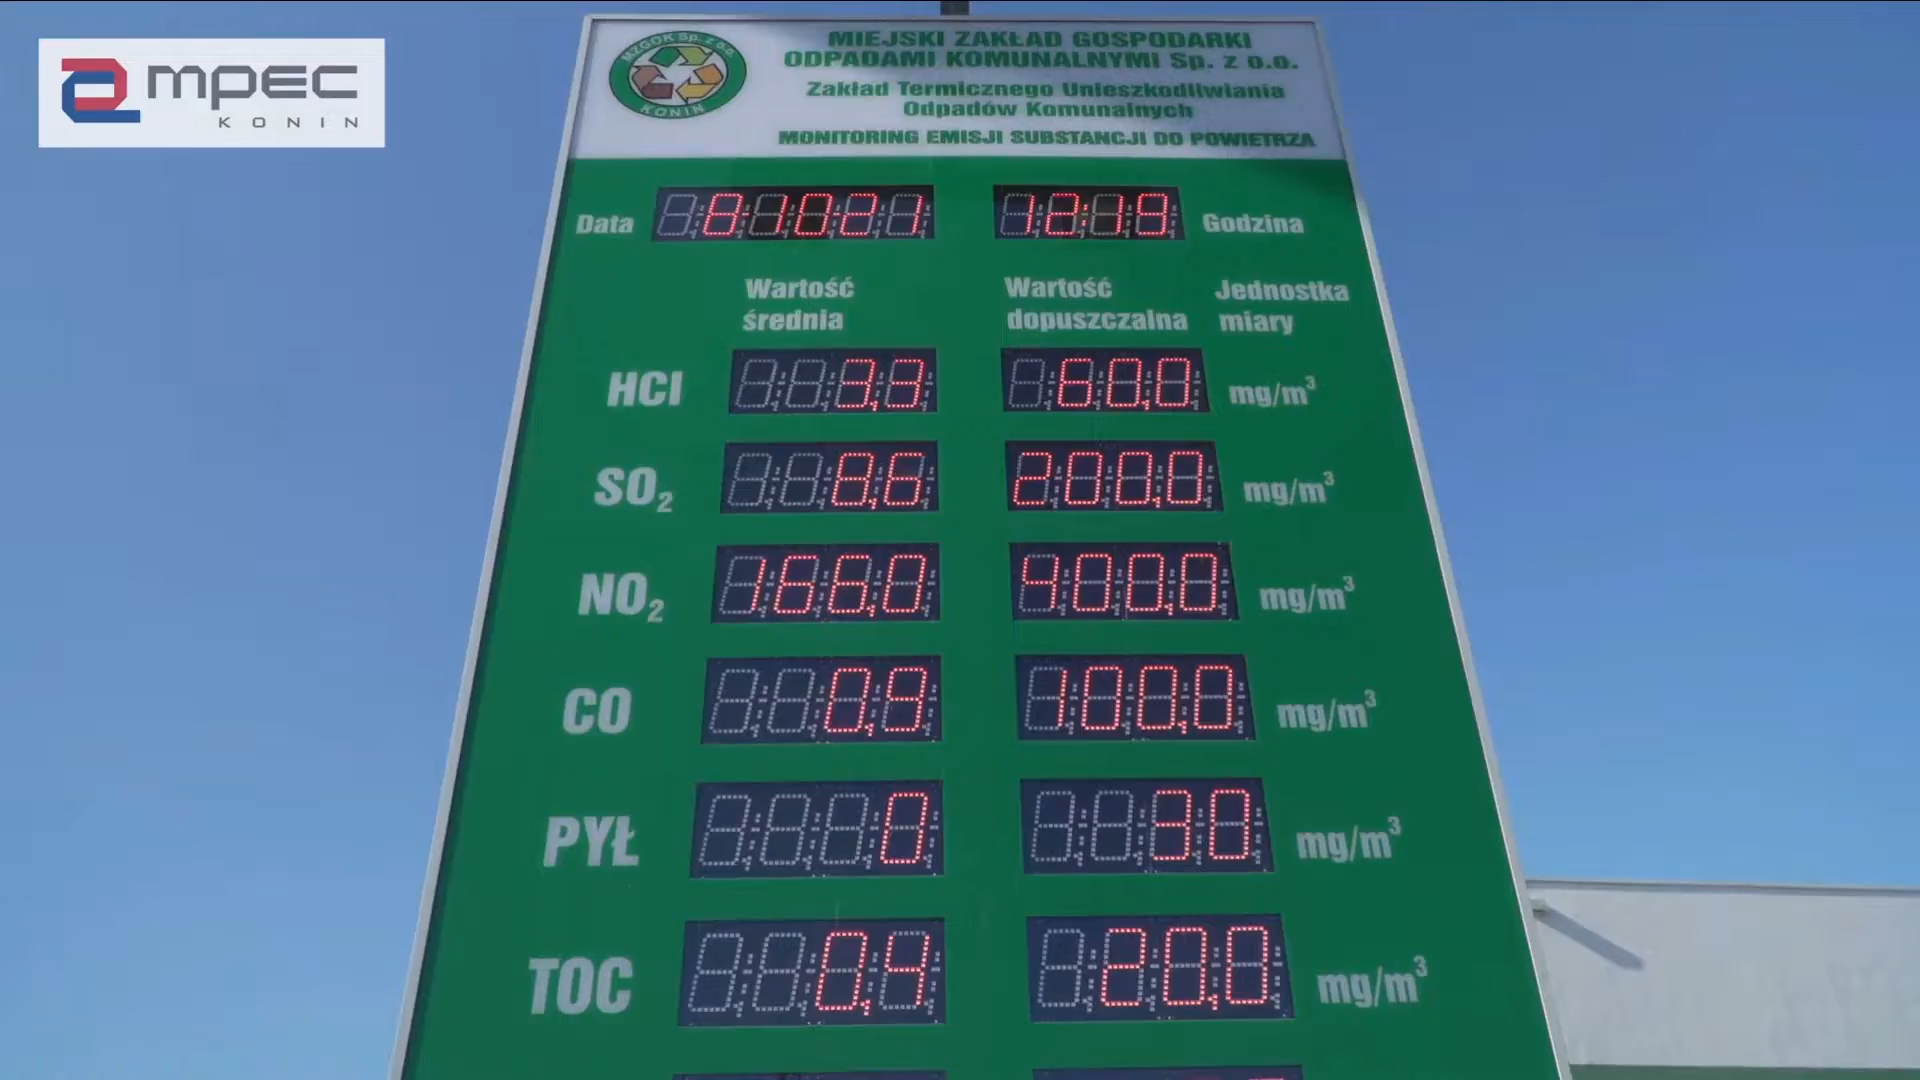 mpec
KONIN
MZGOK Sp. z o.o.
KONIN
MIEJSKI ZAKŁAD GOSPODARKI
ODPADAMI KOMUNALNYMI Sp. z o.o.
Zakład Termicznego Unieszkodliwiania
Odpadów Komunalnych
MONITORING EMISJI SUBSTANCJI DO POWIETRZA
Data 8.10.21 12:19 Godzina
Wartość średnia Wartość dopuszczalna Jednostka miary
HCl 3,3 60,0 mg/m³
SO₂ 8,6 200,0 mg/m³
NO₂ 166,0 400,0 mg/m³
CO 0,9 100,0 mg/m³
PYŁ 0 30 mg/m³
TOC 0,4 20,0 mg/m³